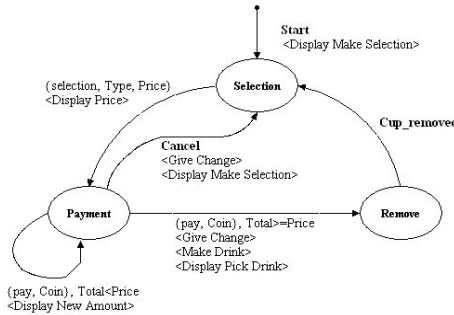 Start
<Display Make Selection>
Selection
{selection, Type, Price}
<Display Price>
Cup_removed
Cancel
<Give Change>
<Display Make Selection>
Payment
Remove
{pay, Coin}, Total>=Price
<Give Change>
<Make Drink>
<Display Pick Drink>
{pay, Coin}, Total<Price
<Display New Amount>